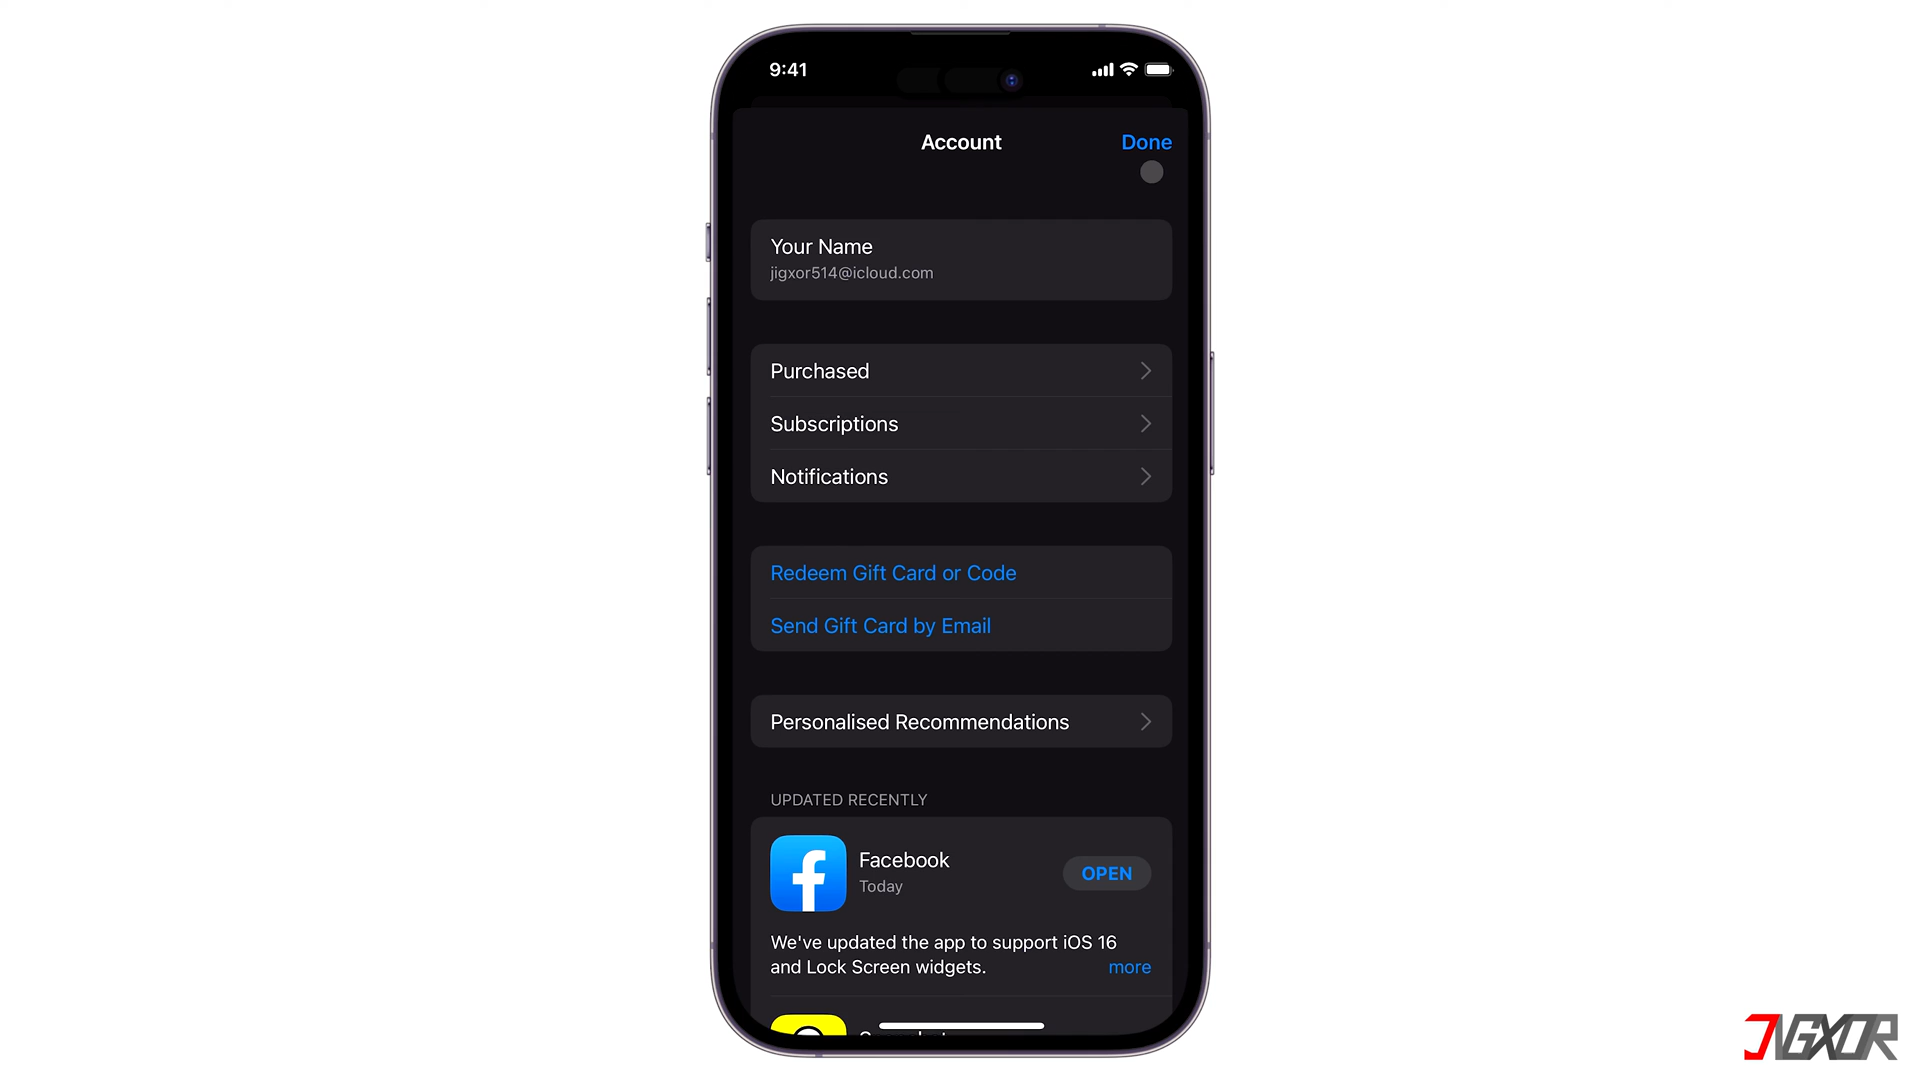 9:41
Account
Done
Your Name
jigxor514@icloud.com
Purchased
Subscriptions
Notifications
Redeem Gift Card or Code
Send Gift Card by Email
Personalised Recommendations
UPDATED RECENTLY
Facebook
Today
OPEN
We've updated the app to support iOS 16
and Lock Screen widgets.
more
JIGXOR